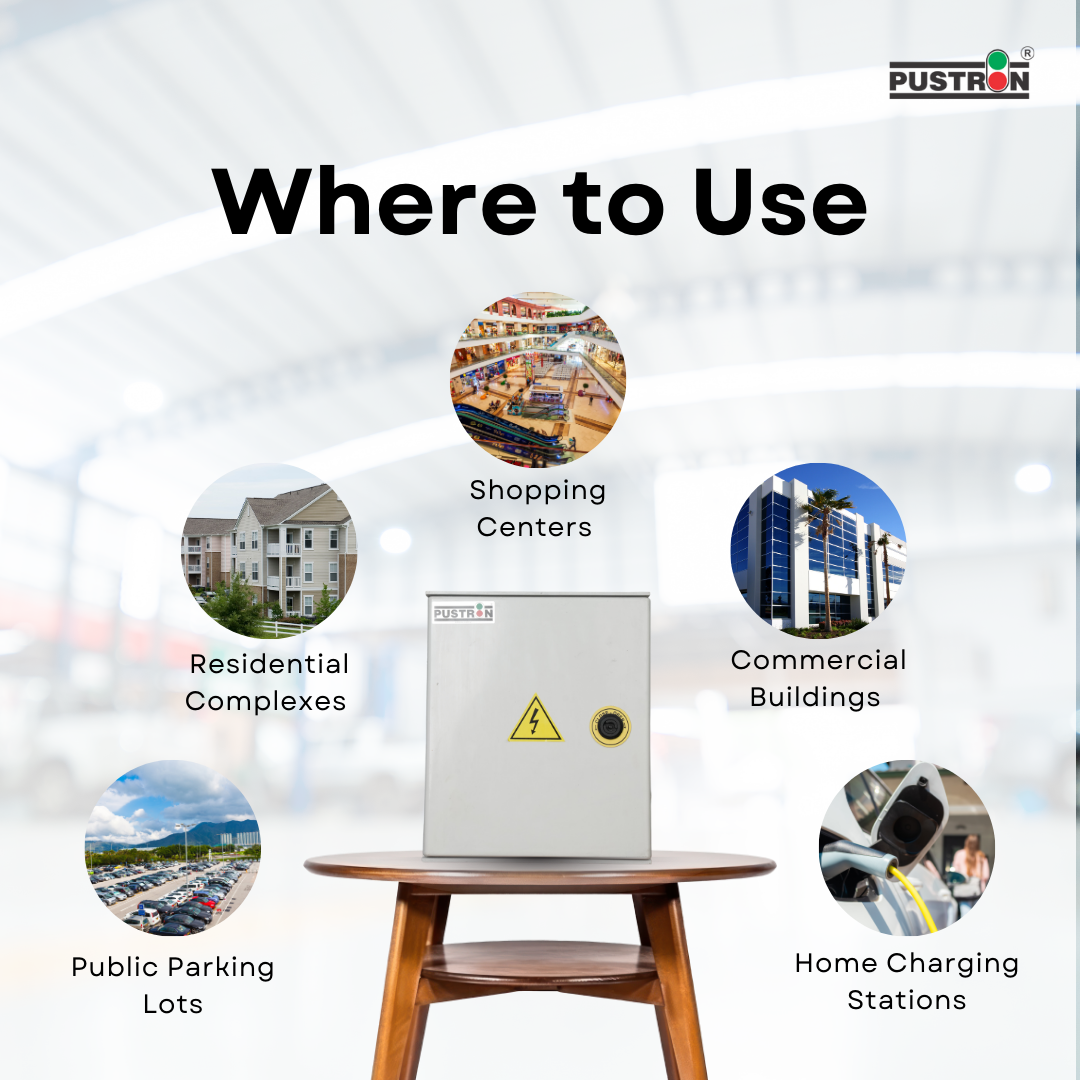 PUSTRON ®
Where to Use
Shopping
Centers
Residential
Complexes
Commercial
Buildings
PUSTRON
Public Parking
Lots
Home Charging
Stations